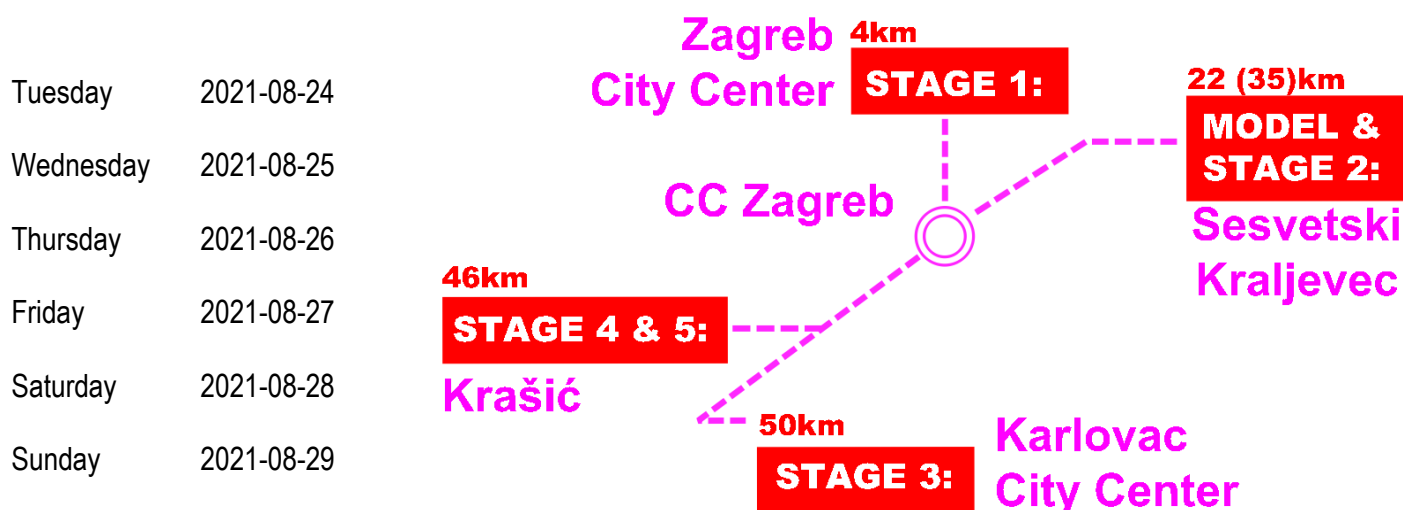 Tuesday 2021-08-24
Wednesday 2021-08-25
Thursday 2021-08-26
Friday 2021-08-27
Saturday 2021-08-28
Sunday 2021-08-29
Zagreb
City Center
4km
STAGE 1:
22 (35)km
MODEL &
STAGE 2:
Sesvetski
Kraljevec
CC Zagreb
46km
STAGE 4 & 5:
Krašić
50km
STAGE 3:
Karlovac
City Center